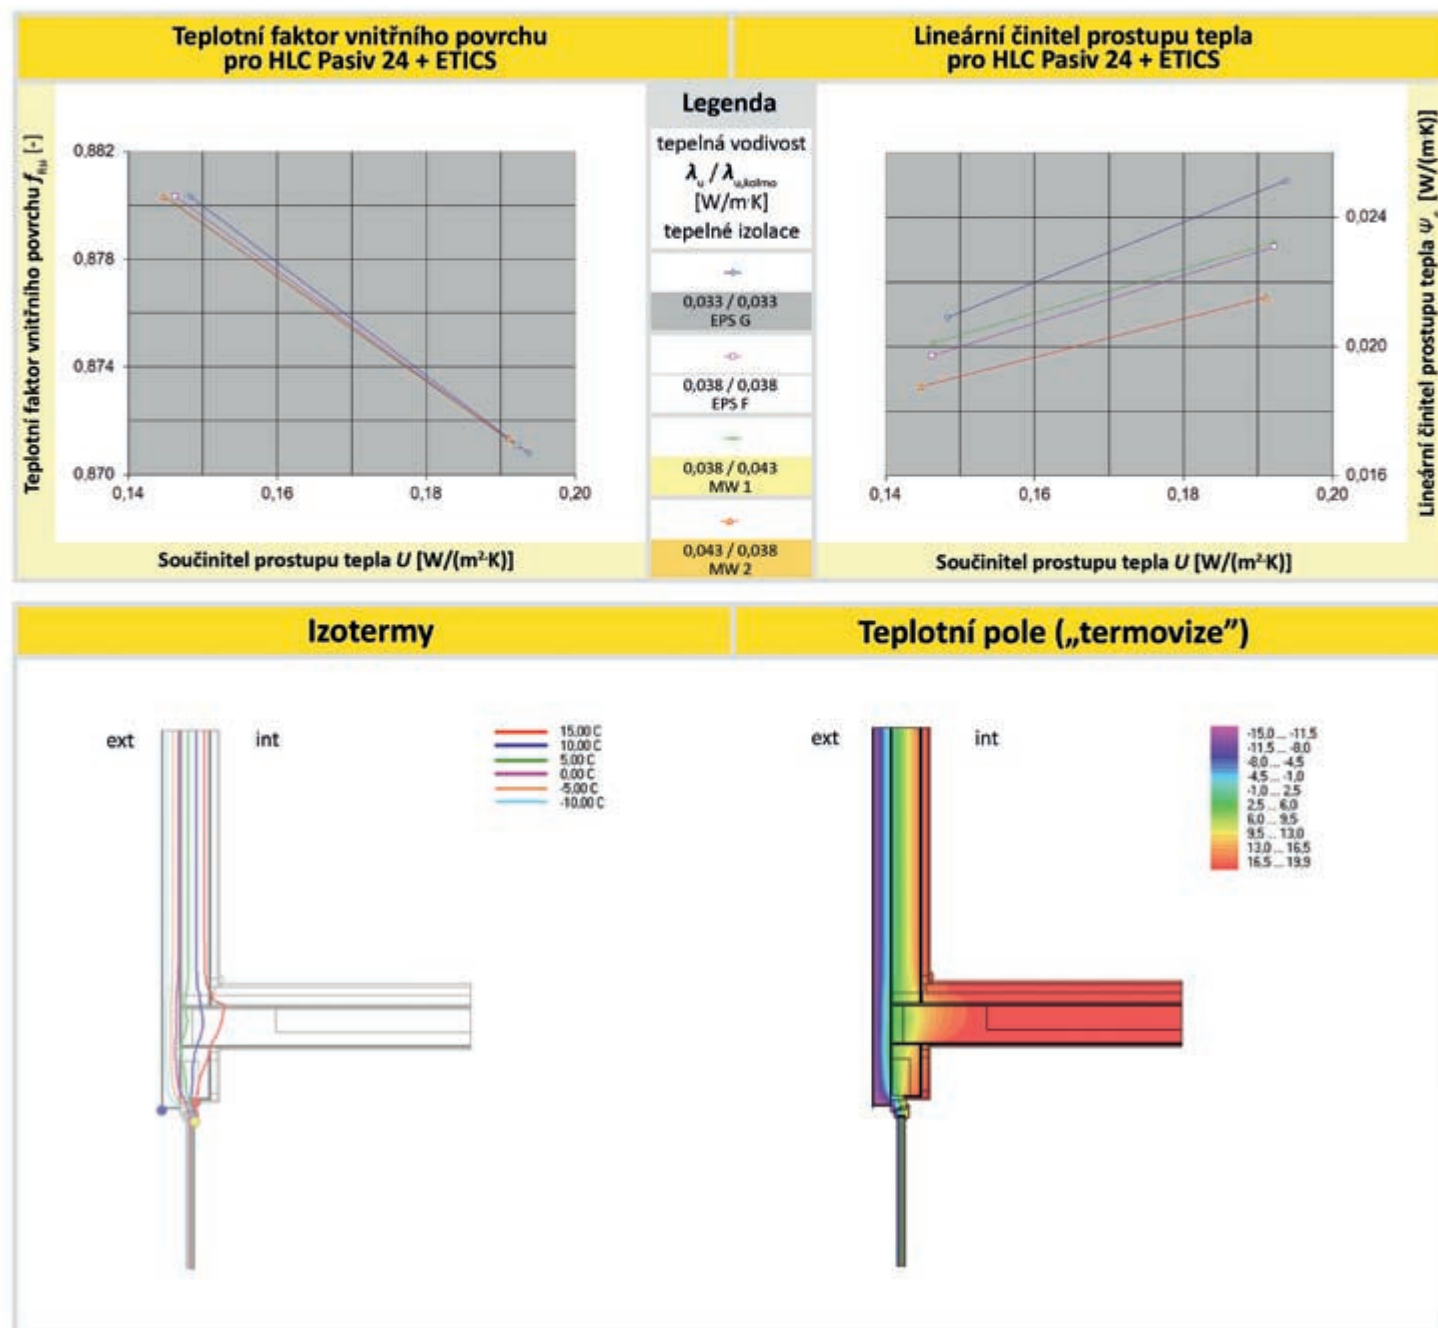 Teplotní faktor vnitřního povrchu
pro HLC Pasiv 24 + ETICS
Lineární činitel prostupu tepla
pro HLC Pasiv 24 + ETICS
Teplotní faktor vnitřního povrchu f [-]
0,882
0,878
0,874
0,870
0,14
0,16
0,18
0,20
Součinitel prostupu tepla U [W/(m²·K)]
Legenda
tepelná vodivost
λu / λu,kolmo
[W/m·K]
tepelné izolace
0,033 / 0,033
EPS G
0,038 / 0,038
EPS F
0,038 / 0,043
MW 1
0,043 / 0,038
MW 2
0,024
0,020
0,016
0,14
0,16
0,18
0,20
Lineární činitel prostupu tepla Ψ [W/(m·K)]
Součinitel prostupu tepla U [W/(m²·K)]
Izotermy
Teplotní pole („termovize”)
ext
int
15,00 C
10,00 C
5,00 C
0,00 C
-5,00 C
-10,00 C
ext
int
-15,0 ... -11,5
-11,5 ... -8,0
-8,0 ... -4,5
-4,5 ... -1,0
-1,0 ... 2,5
2,5 ... 6,0
6,0 ... 9,5
9,5 ... 13,0
13,0 ... 16,5
16,5 ... 19,9